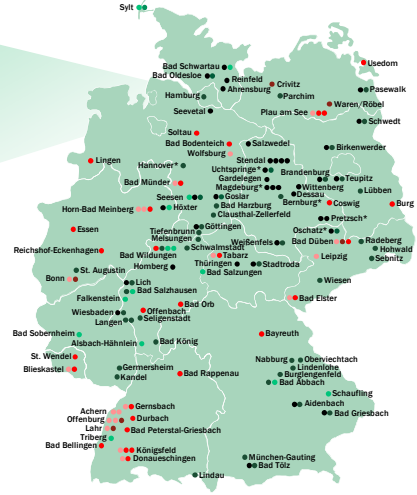 Sylt
Bad Schwartau
Bad Oldesloe
Reinfeld
Ahrensburg
Hamburg
Seevetal
Usedom
Crivitz
Parchim
Pasewalk
Waren/Röbel
Plau am See
Schwedt
Soltau
Bad Bodenteich
Wolfsburg
Salzwedel
Birkenwerder
Lingen
Hannover*
Stendal
Uchtspringe*
Gardelegen
Magdeburg*
Brandenburg
Teupitz
Wittenberg
Dessau
Bernburg*
Lübben
Coswig
Burg
Bad Münder
Seesen
Höxter
Goslar
Bad Harzburg
Clausthal-Zellerfeld
Horn-Bad Meinberg
Pretzsch*
Oschatz*
Essen
Göttingen
Tiefenbrunn
Melsungen
Weißenfels
Bad Düben
Radeberg
Hohwald
Sebnitz
Reichshof-Eckenhagen
Bad Wildungen
Schwalmstadt
Tabarz
Leipzig
Homberg
Thüringen
Stadtroda
Bad Salzungen
St. Augustin
Bonn
Wiesen
Lich
Bad Salzhausen
Falkenstein
Bad Elster
Bad Orb
Offenbach
Wiesbaden
Langen
Seligenstadt
Bad Sobernheim
Alsbach-Hähnlein
Bad König
Bayreuth
St. Wendel
Blieskastel
Germersheim
Kandel
Bad Rappenau
Nabburg
Oberviechtach
Lindenlohe
Burglengenfeld
Bad Abbach
Schaufling
Aidenbach
Bad Griesbach
Gernsbach
Achern
Offenburg
Durbach
Lahr
Bad Peterstal-Griesbach
Triberg
Bad Bellingen
Königsfeld
Donaueschingen
München-Gauting
Bad Tölz
Lindau